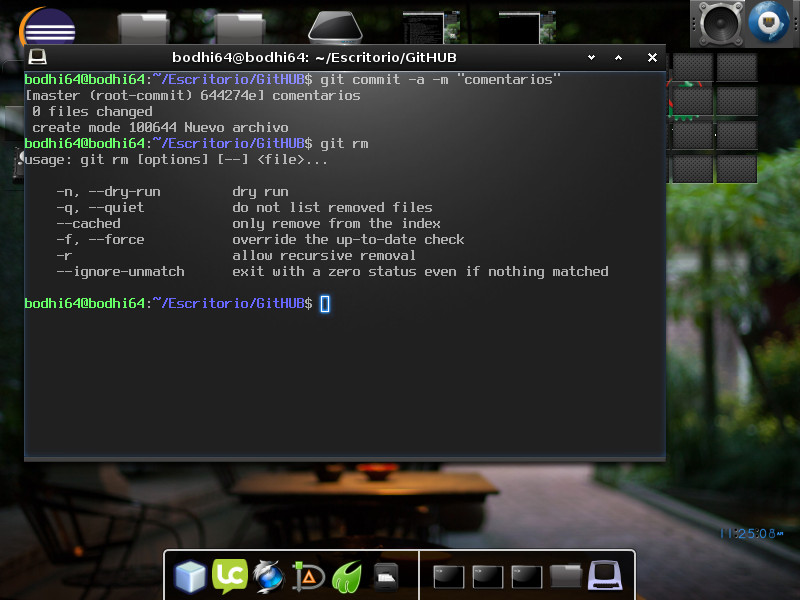 bodhi64@bodhi64: ~/Escritorio/GitHUB
bodhi64@bodhi64:~/Escritorio/GitHUB$ git commit -a -m "comentarios"
[master (root-commit) 644274e] comentarios
 0 files changed
 create mode 100644 Nuevo archivo
bodhi64@bodhi64:~/Escritorio/GitHUB$ git rm
usage: git rm [options] [--] <file>...

    -n, --dry-run         dry run
    -q, --quiet           do not list removed files
    --cached              only remove from the index
    -f, --force           override the up-to-date check
    -r                    allow recursive removal
    --ignore-unmatch      exit with a zero status even if nothing matched

bodhi64@bodhi64:~/Escritorio/GitHUB$
11:25:08 AM
LC